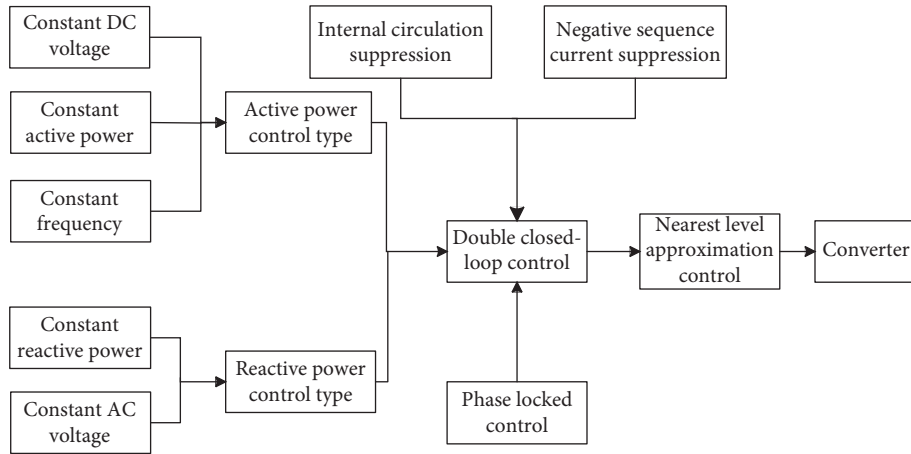 Constant DC
voltage
Constant
active power
Constant
frequency
Active power
control type
Internal circulation
suppression
Negative sequence
current suppression
Double closed-
loop control
Nearest level
approximation
control
Converter
Constant
reactive power
Constant AC
voltage
Reactive power
control type
Phase locked
control